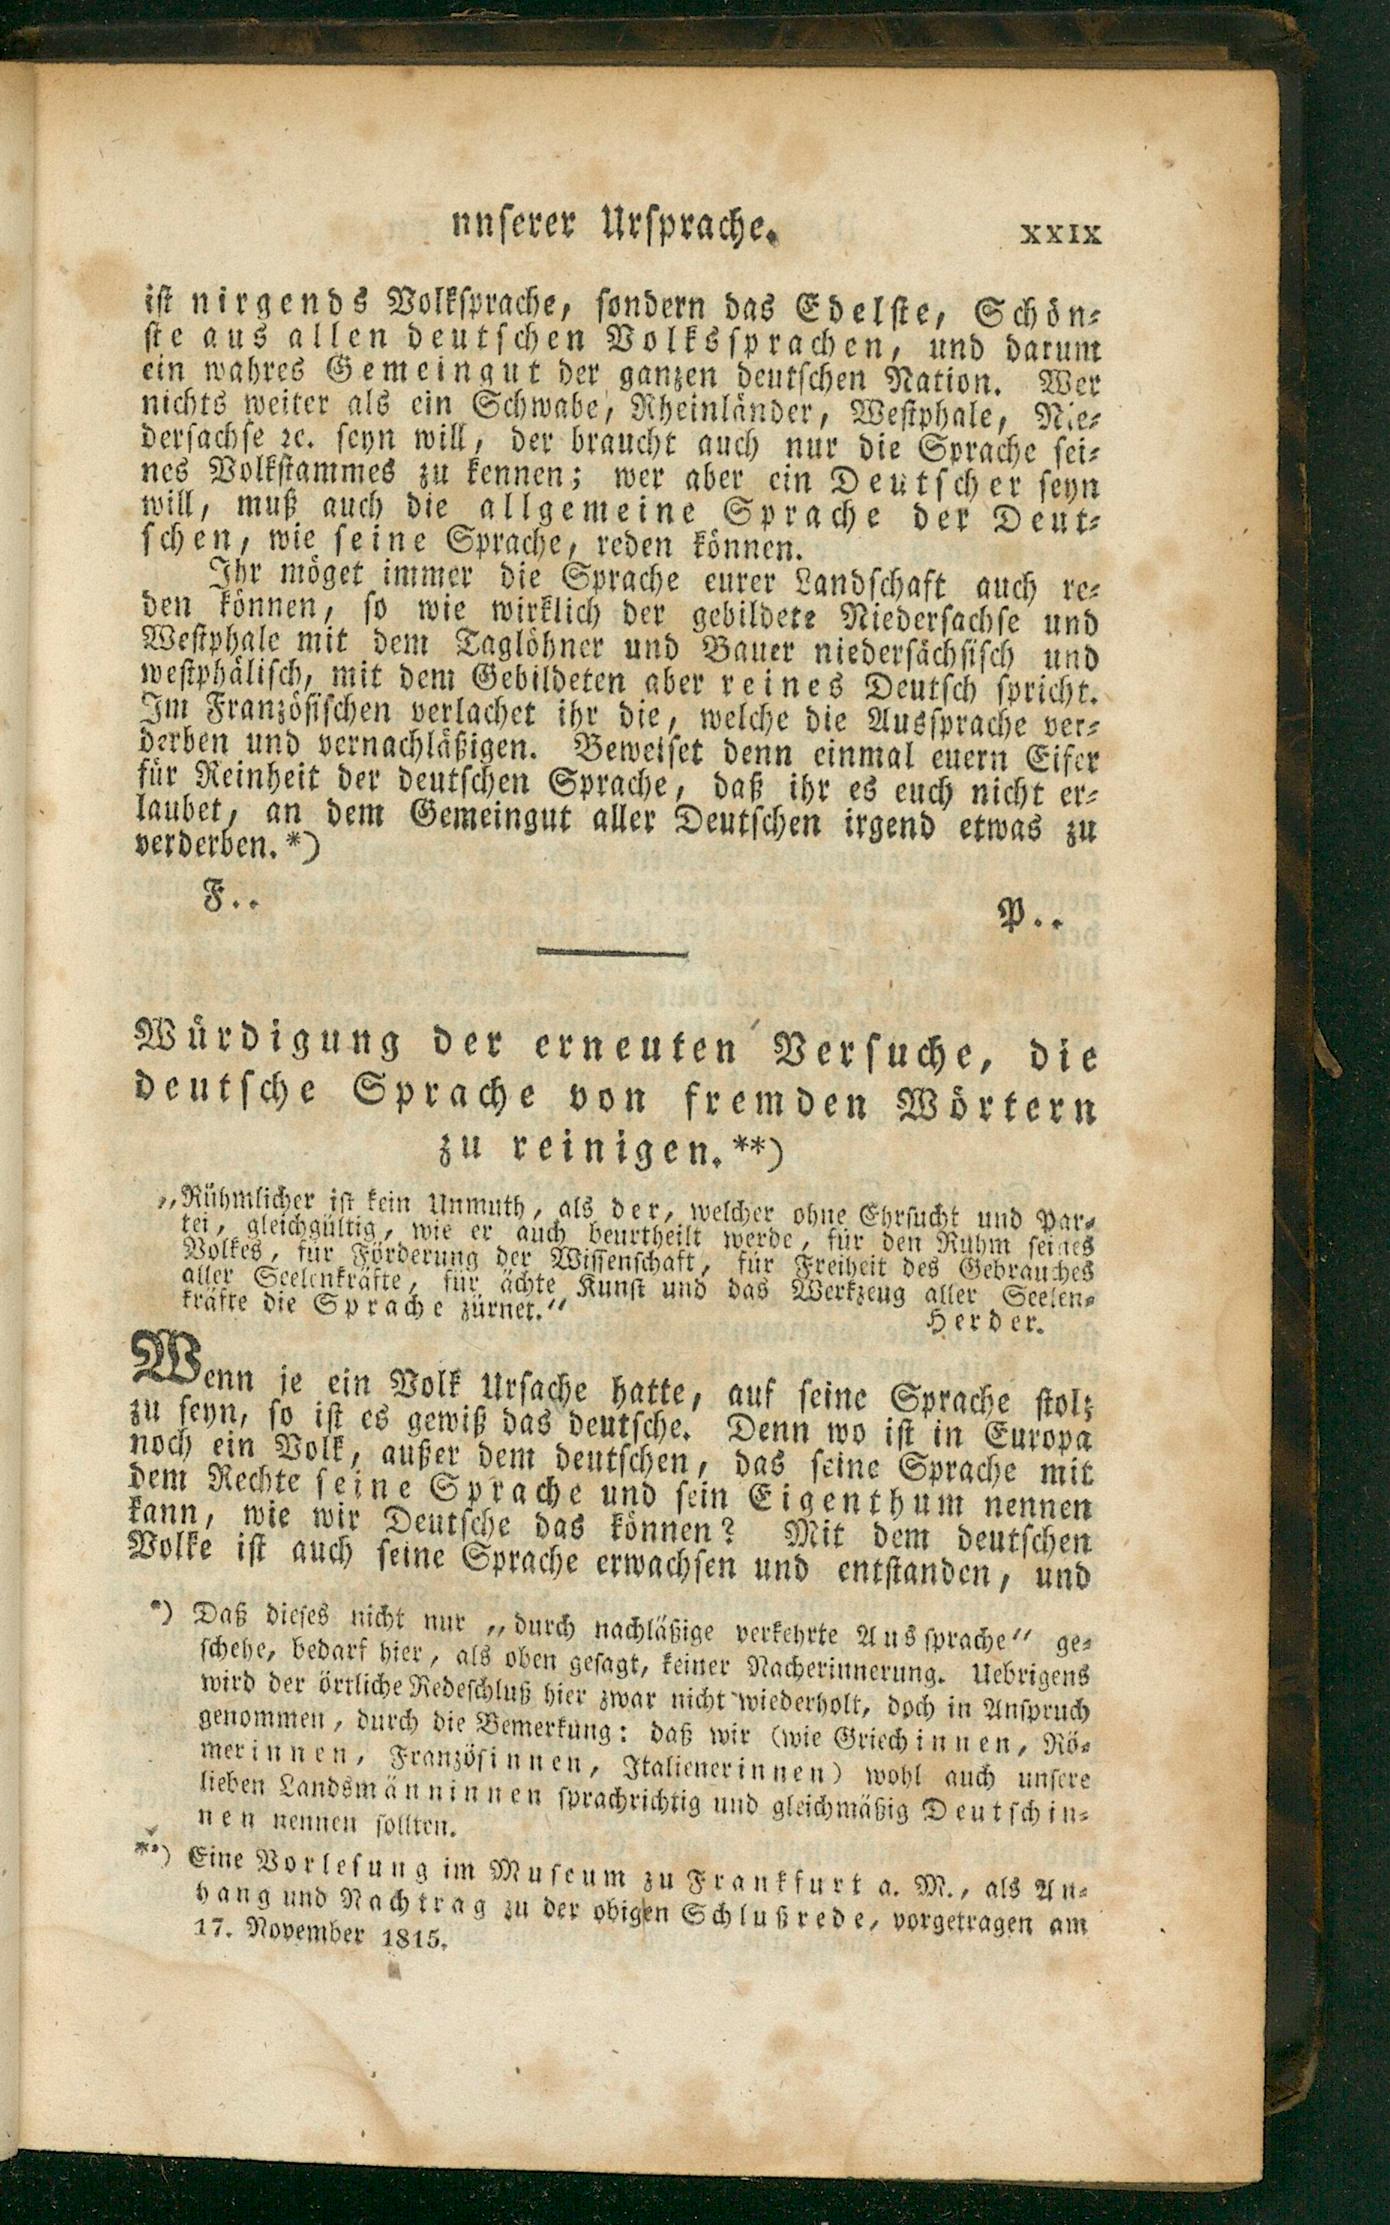 nnserer Ursprache.
XXIX
ist nirgends Volksprache, sondern das Edelste, Schön-
ste aus allen deutschen Volkssprachen, und darum
ein wahres Gemeingut der ganzen deutschen Nation. Wer
nichts weiter als ein Schwabe, Rheinländer, Westphale, Nie-
dersachse ꝛc. seyn will, der braucht auch nur die Sprache sei-
nes Volkstammes zu kennen; wer aber ein Deutscher seyn
will, muß auch die allgemeine Sprache der Deut-
schen, wie seine Sprache, reden können.
Ihr möget immer die Sprache eurer Landschaft auch re-
den können, so wie wirklich der gebildete Niedersachse und
Westphale mit dem Taglöhner und Bauer niedersächsisch und
westphälisch, mit dem Gebildeten aber reines Deutsch spricht.
Im Französischen verlachet ihr die, welche die Aussprache ver-
derben und vernachläßigen. Beweiset denn einmal euern Eifer
für Reinheit der deutschen Sprache, daß ihr es euch nicht er-
laubet, an dem Gemeingut aller Deutschen irgend etwas zu
verderben.*)
F..
P..
Würdigung der erneuten Versuche, die
deutsche Sprache von fremden Wörtern
zu reinigen.**)
„Rühmlicher ist kein Unmuth, als der, welcher ohne Ehrsucht und Par-
tei, gleichgültig, wie er auch beurtheilt werde, für den Ruhm seines
Volkes, für Förderung der Wissenschaft, für Freiheit des Gebrauches
aller Seelenkräfte, für ächte Kunst und das Werkzeug aller Seelen-
kräfte die Sprache zürnet.“
Herder.
Wenn je ein Volk Ursache hatte, auf seine Sprache stolz
zu seyn, so ist es gewiß das deutsche. Denn wo ist in Europa
noch ein Volk, außer dem deutschen, das seine Sprache mit
dem Rechte seine Sprache und sein Eigenthum nennen
kann, wie wir Deutsche das können? Mit dem deutschen
Volke ist auch seine Sprache erwachsen und entstanden, und
*) Daß dieses nicht nur „durch nachläßige verkehrte Aussprache“ ge-
schehe, bedarf hier, als oben gesagt, keiner Nacherinnerung. Uebrigens
wird der örtliche Redeschluß hier zwar nicht wiederholt, doch in Anspruch
genommen, durch die Bemerkung: daß wir (wie Griechinnen, Rö-
merinnen, Französinnen, Italienerinnen) wohl auch unsere
lieben Landsmänninnen sprachrichtig und gleichmäßig Deutschin-
nen nennen sollten.
**) Eine Vorlesung im Museum zu Frankfurt a. M., als An-
hang und Nachtrag zu der obigen Schlußrede, vorgetragen am
17. November 1815.